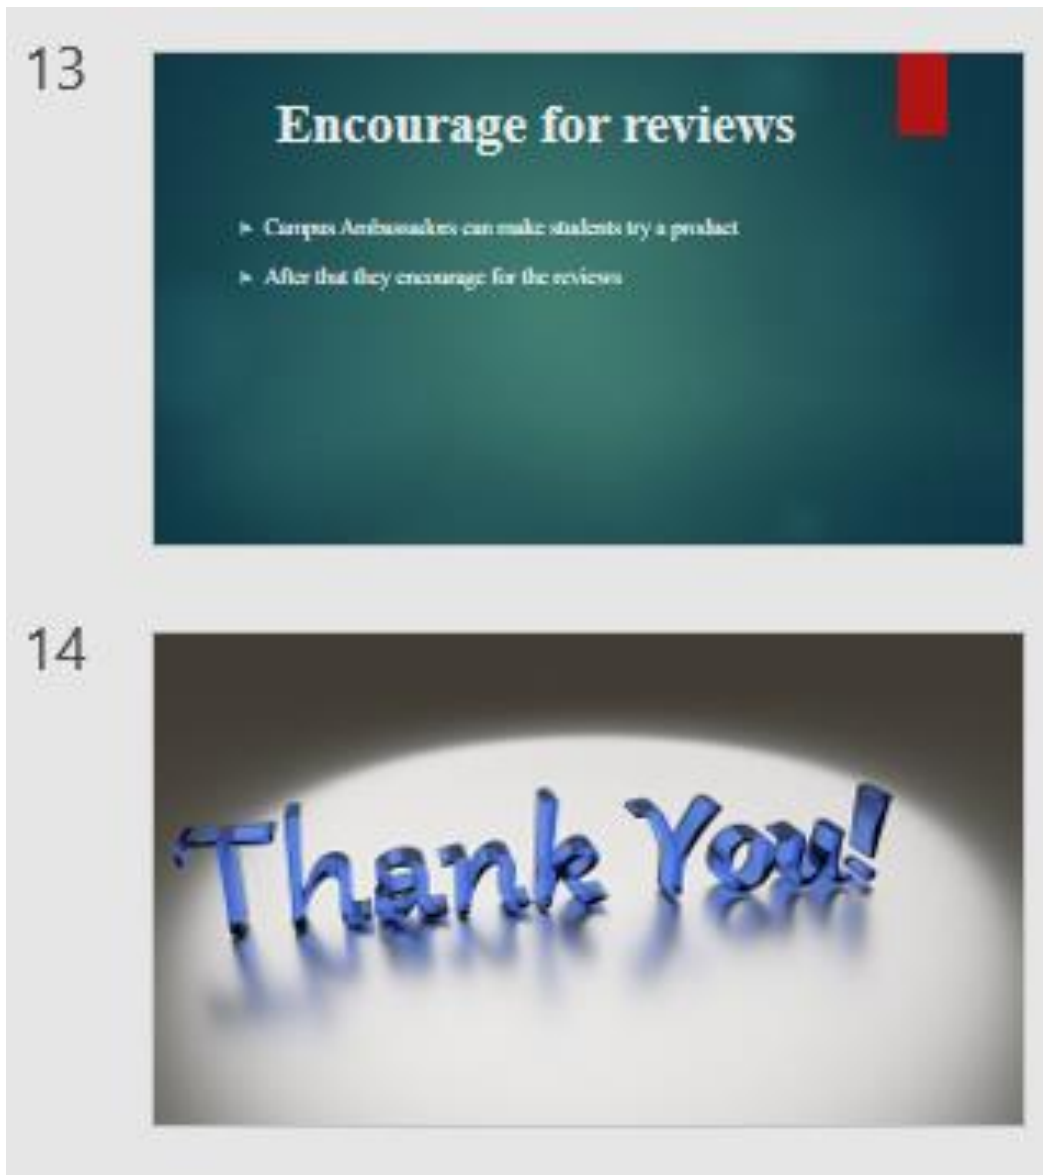 13
Encourage for reviews
Campus Ambassadors can make students try a product
After that they encourage for the reviews
14
Thank You!